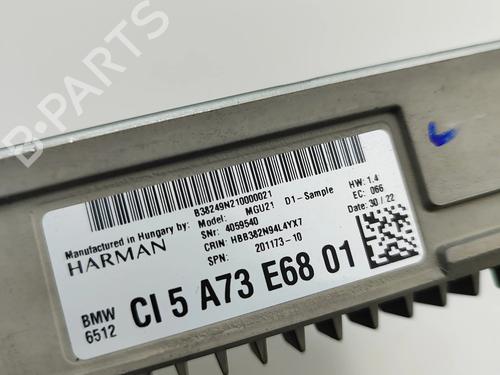 B-PARTS
B38249N210000021
Model: MGU21 D1-Sample
Manufactured in Hungary by:
HARMAN
SNr: 4059540
CRIN: HBB382N94L4YX7
SPN: 201173-10
HW: 1.4
EC: 066
Date: 30 / 22
BMW
6512
CI 5 A73 E68 01